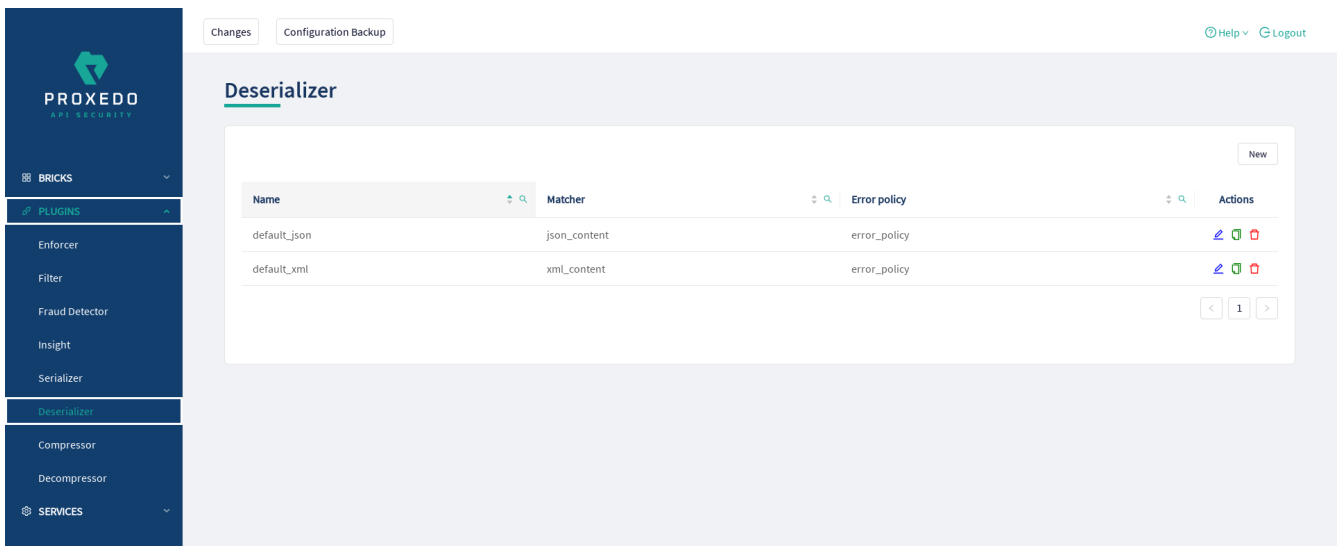 Changes Configuration Backup Help Logout
PROXEDO
API SECURITY
Deserializer
New
BRICKS
PLUGINS
Enforcer
Filter
Fraud Detector
Insight
Serializer
Deserializer
Compressor
Decompressor
SERVICES
Name Matcher Error policy Actions
default_json json_content error_policy
default_xml xml_content error_policy
< 1 >